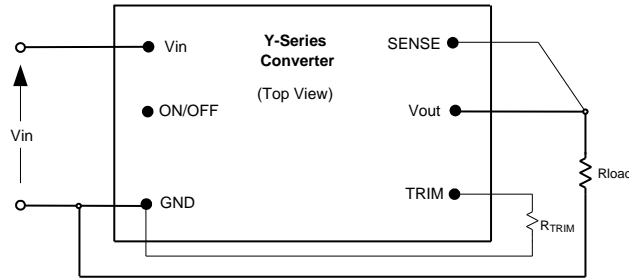 Y-Series
Converter
(Top View)
Vin
ON/OFF
GND
SENSE
Vout
TRIM
Vin
Rload
RTRIM